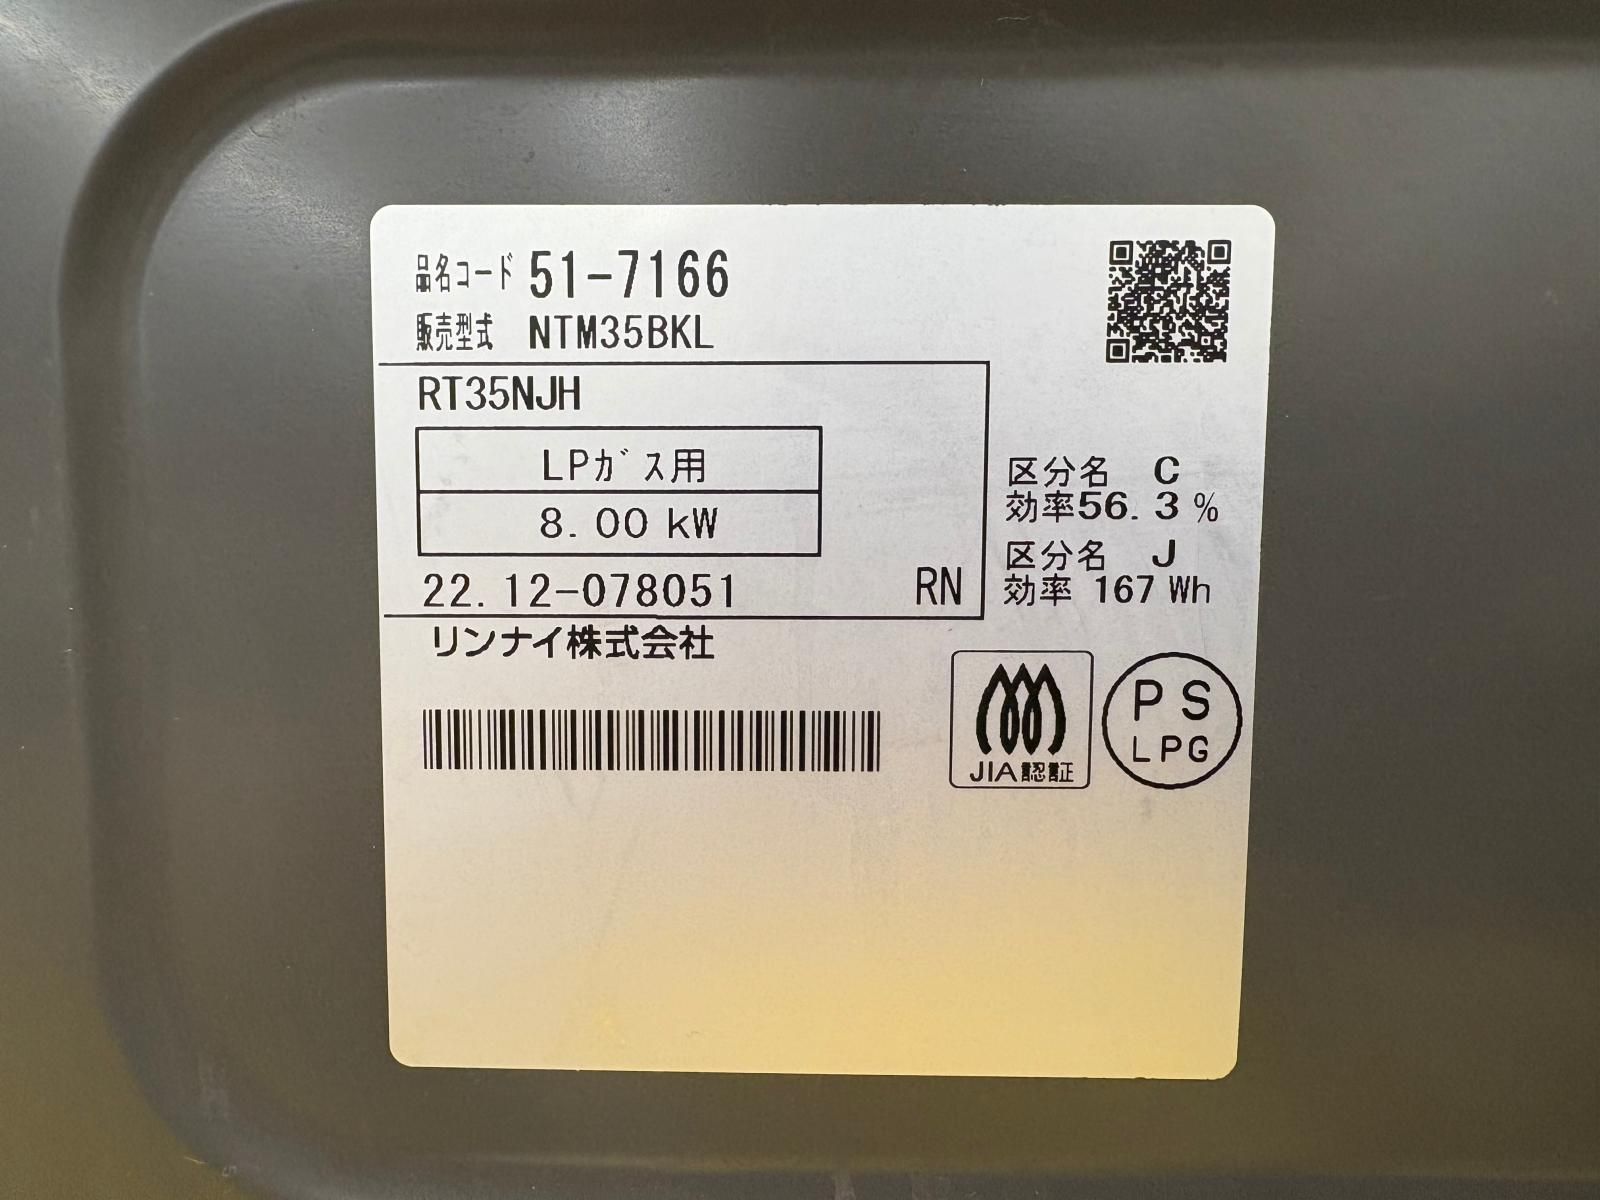 品名コード 51-7166
販売型式 NTM35BKL
RT35NJH
LPガス用
8.00 kW
22.12-078051 RN
リンナイ株式会社
区分名 C
効率56.3 %
区分名 J
効率 167 Wh
JIA認証
PS
LPG